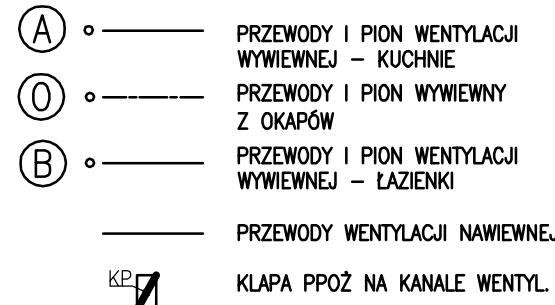 A PRZEWODY I PION WENTYLACJI
WYWIEWNEJ – KUCHNIE
O PRZEWODY I PION WYWIEWNY
Z OKAPÓW
B PRZEWODY I PION WENTYLACJI
WYWIEWNEJ – ŁAZIENKI
PRZEWODY WENTYLACJI NAWIEWNEJ
KP KLAPA PPOŻ NA KANALE WENTYL.